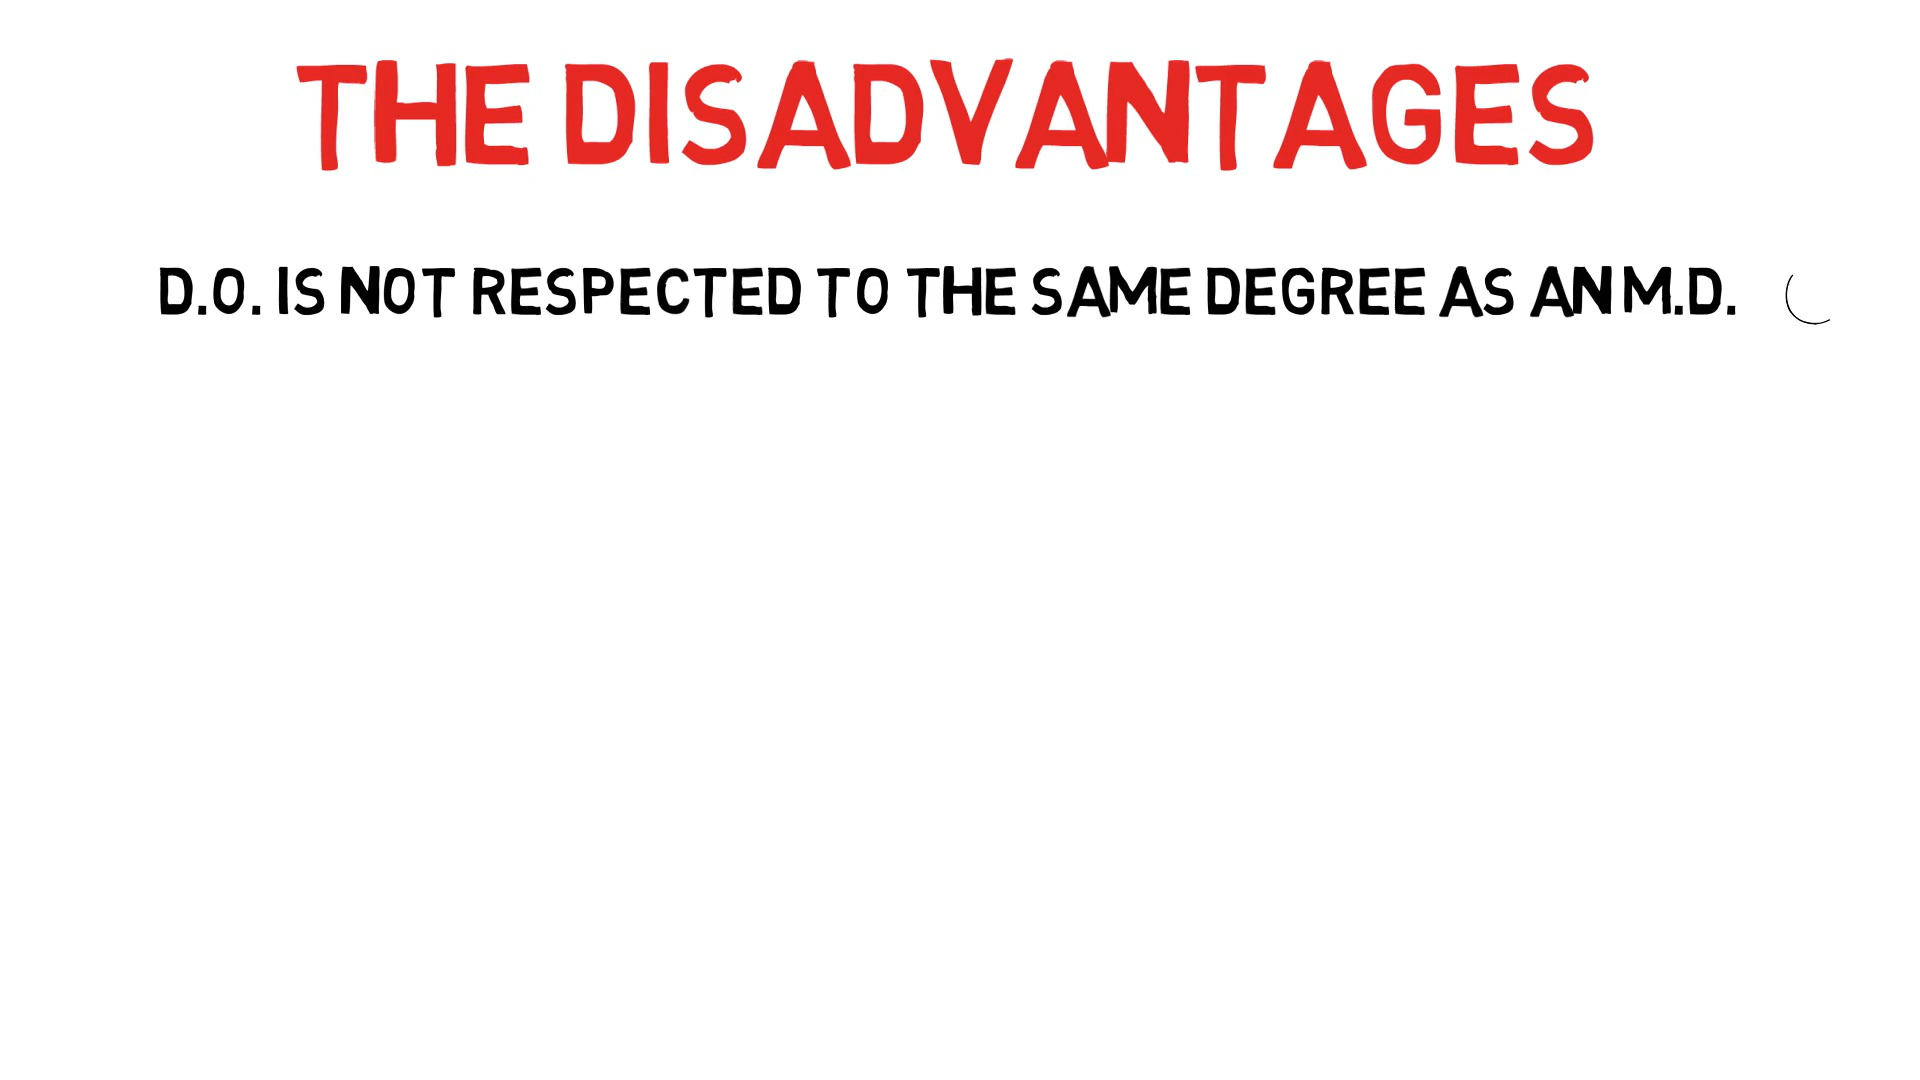 THE DISADVANTAGES
D.O. IS NOT RESPECTED TO THE SAME DEGREE AS AN M.D.